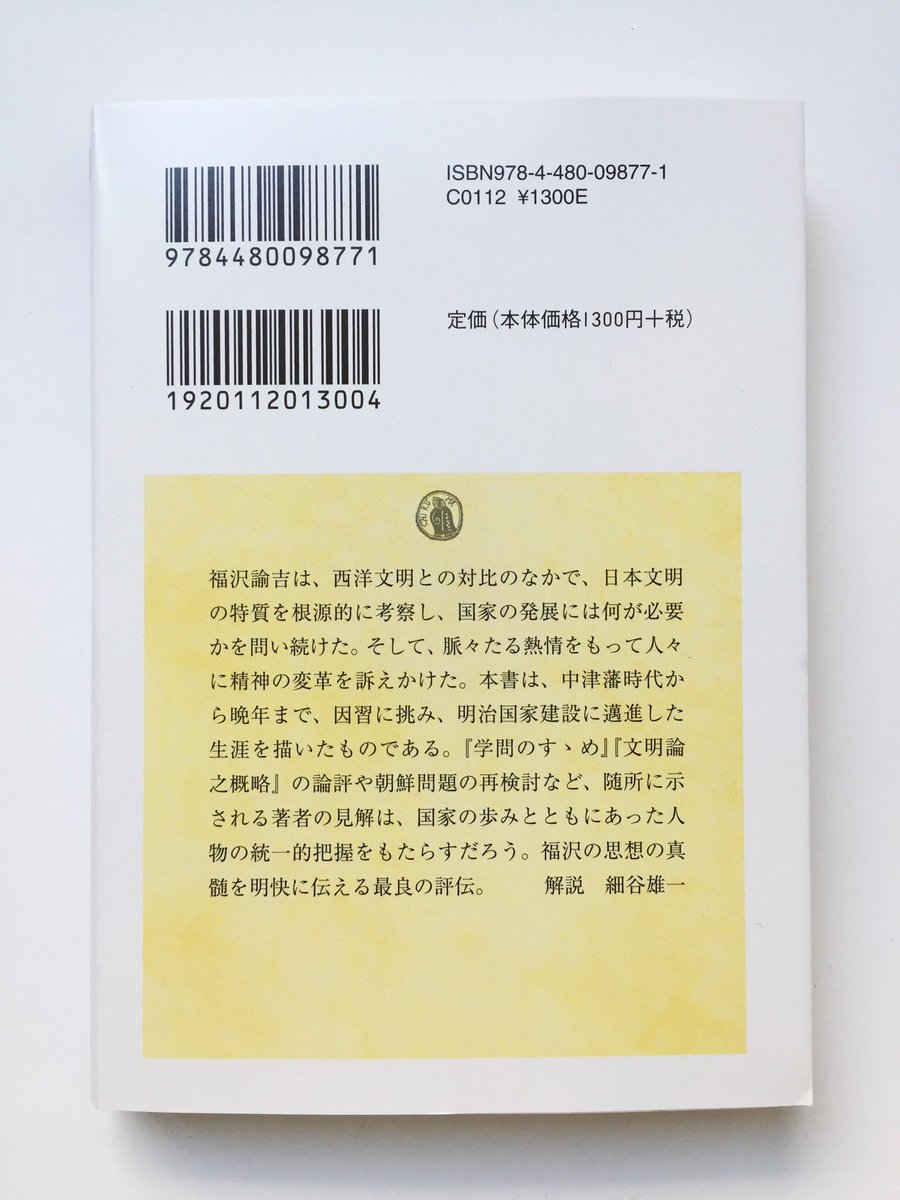 ISBN978-4-480-09877-1
C0112 ¥1300E
9784480098771
定価(本体価格1300円+税)
1920112013004
CHIKUMA
福沢諭吉は、西洋文明との対比のなかで、日本文明
の特質を根源的に考察し、国家の発展には何が必要
かを問い続けた。そして、脈々たる熱情をもって人々
に精神の変革を訴えかけた。本書は、中津藩時代か
ら晩年まで、因習に挑み、明治国家建設に邁進した
生涯を描いたものである。『学問のすゝめ』『文明論
之概略』の論評や朝鮮問題の再検討など、随所に示
される著者の見解は、国家の歩みとともにあった人
物の統一的把握をもたらすだろう。福沢の思想の真
髄を明快に伝える最良の評伝。 解説 細谷雄一